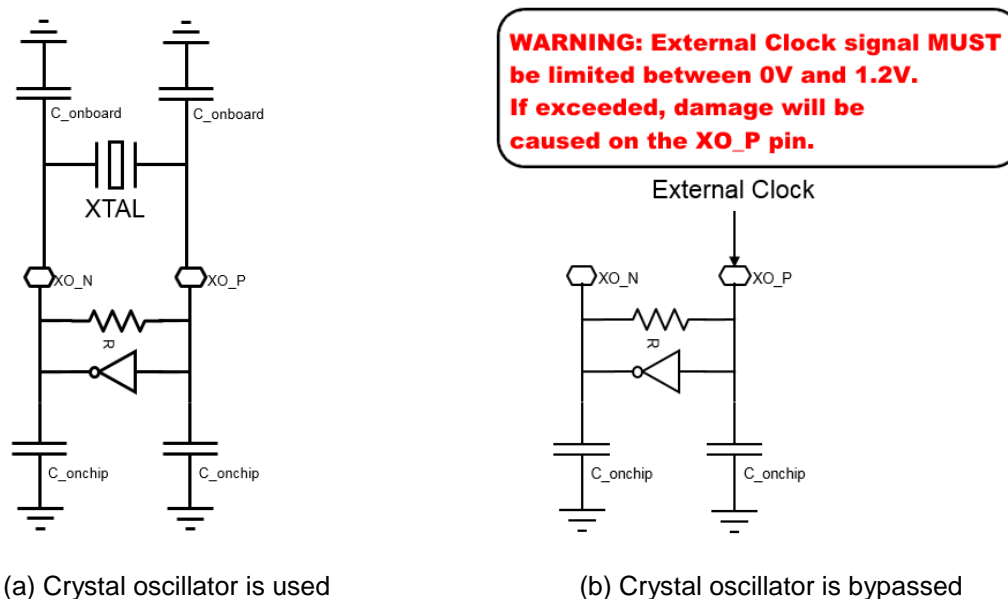 WARNING: External Clock signal MUST
be limited between 0V and 1.2V.
If exceeded, damage will be
caused on the XO_P pin.
C_onboard
C_onboard
XTAL
External Clock
XO_N
XO_P
XO_N
XO_P
R
R
C_onchip
C_onchip
C_onchip
C_onchip
(a) Crystal oscillator is used
(b) Crystal oscillator is bypassed